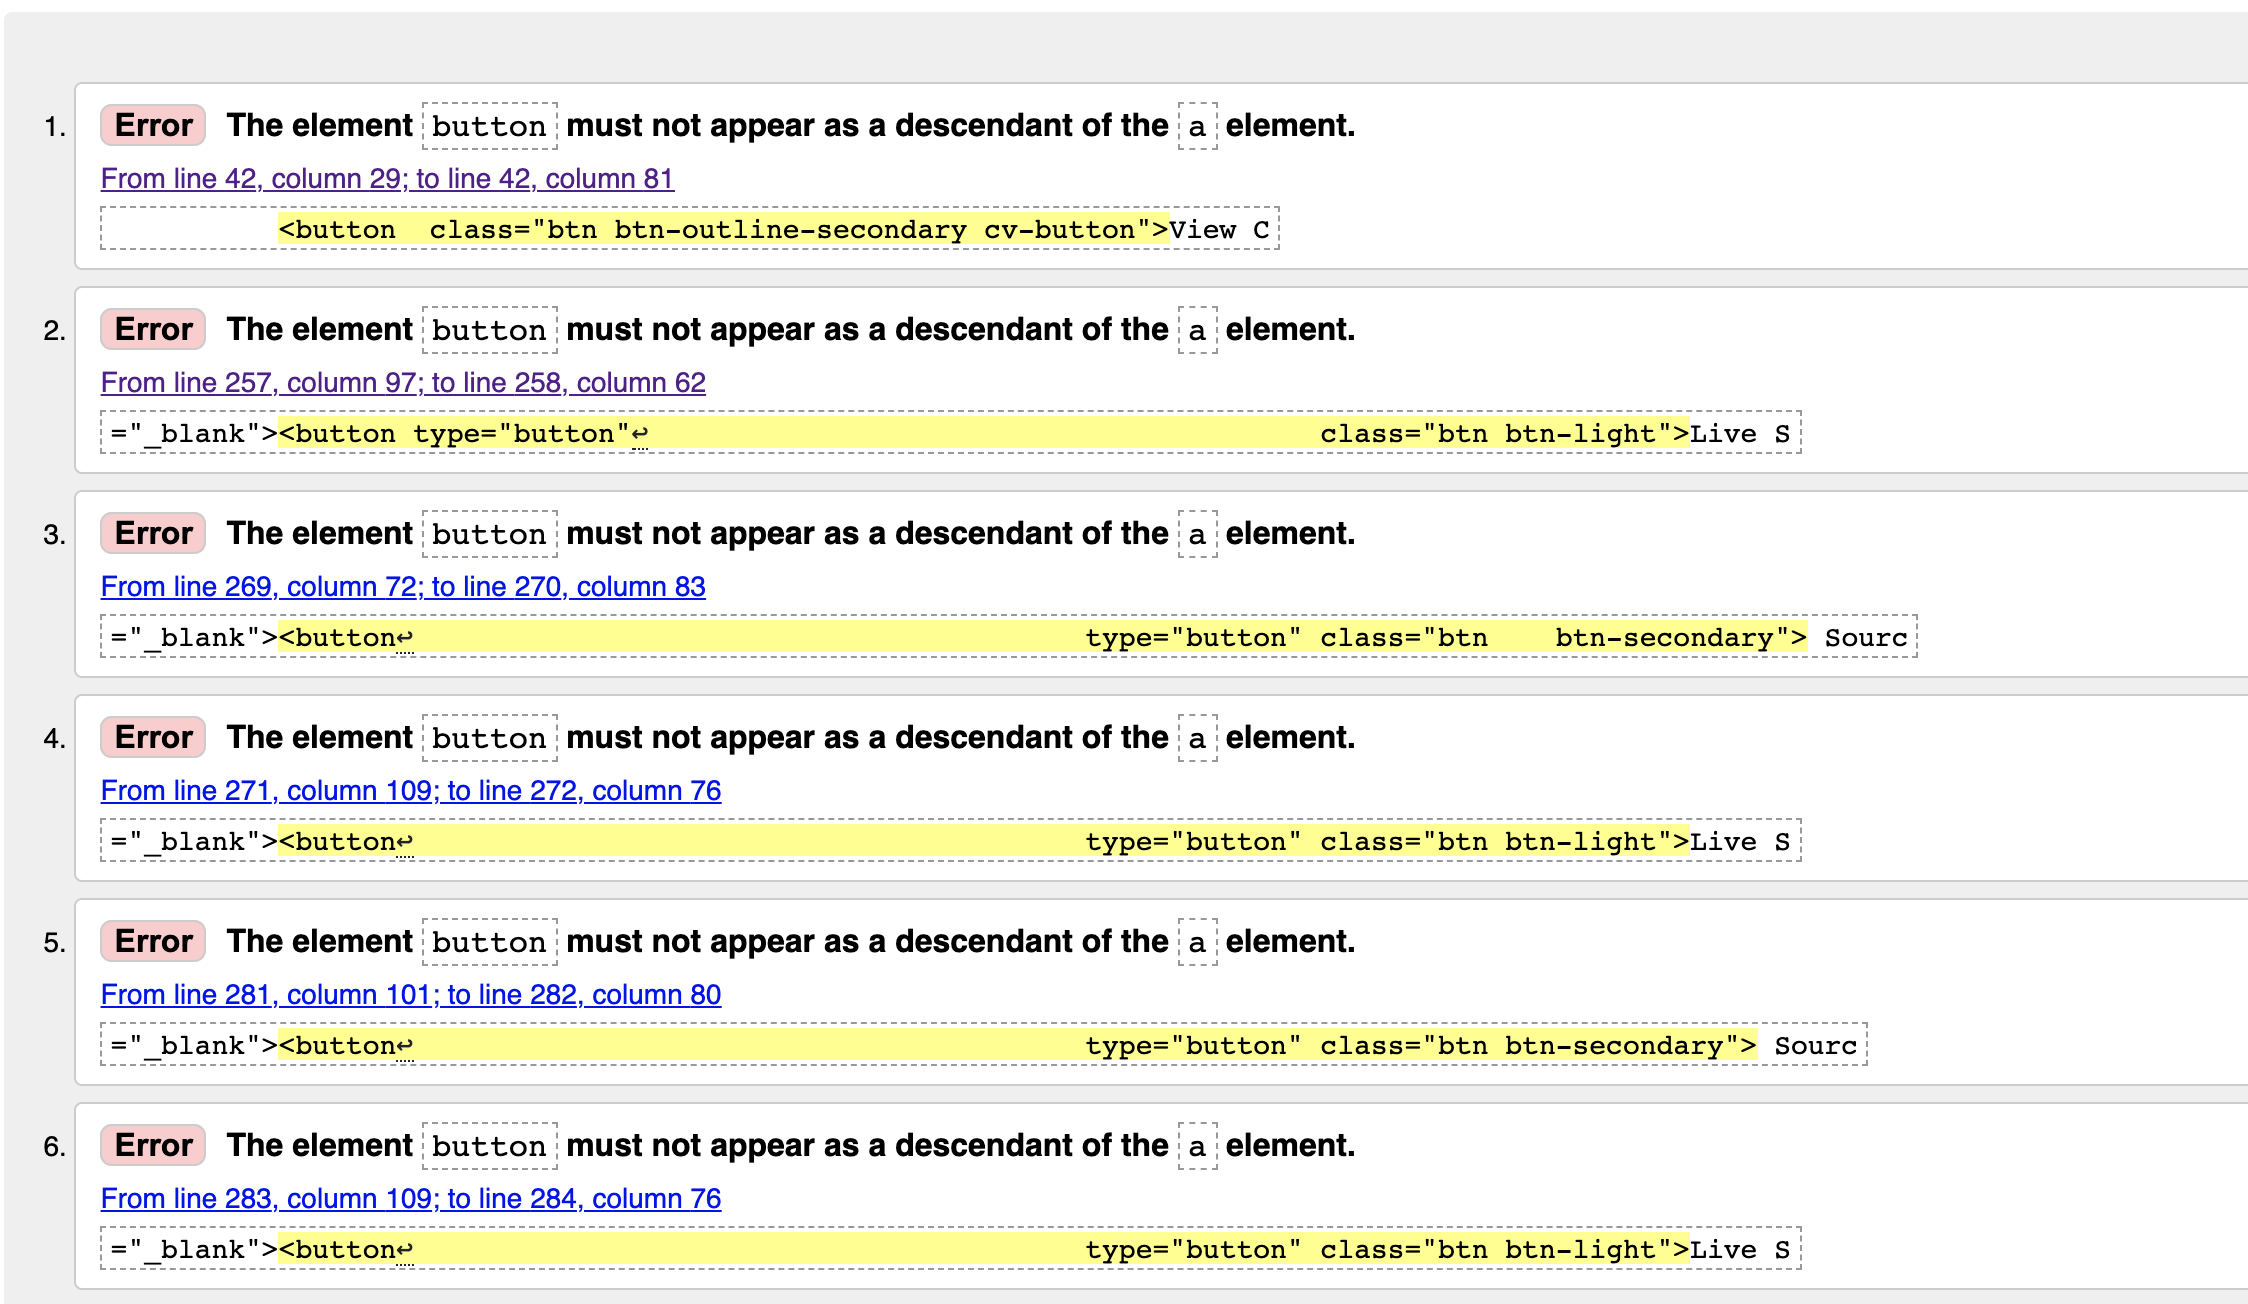 1. Error The element button must not appear as a descendant of the a element.
From line 42, column 29; to line 42, column 81
<button  class="btn btn-outline-secondary cv-button">View C
2. Error The element button must not appear as a descendant of the a element.
From line 257, column 97; to line 258, column 62
="_blank"><button type="button"↩                                        class="btn btn-light">Live S
3. Error The element button must not appear as a descendant of the a element.
From line 269, column 72; to line 270, column 83
="_blank"><button↩                                        type="button" class="btn    btn-secondary"> Sourc
4. Error The element button must not appear as a descendant of the a element.
From line 271, column 109; to line 272, column 76
="_blank"><button↩                                        type="button" class="btn btn-light">Live S
5. Error The element button must not appear as a descendant of the a element.
From line 281, column 101; to line 282, column 80
="_blank"><button↩                                        type="button" class="btn btn-secondary"> Sourc
6. Error The element button must not appear as a descendant of the a element.
From line 283, column 109; to line 284, column 76
="_blank"><button↩                                        type="button" class="btn btn-light">Live S